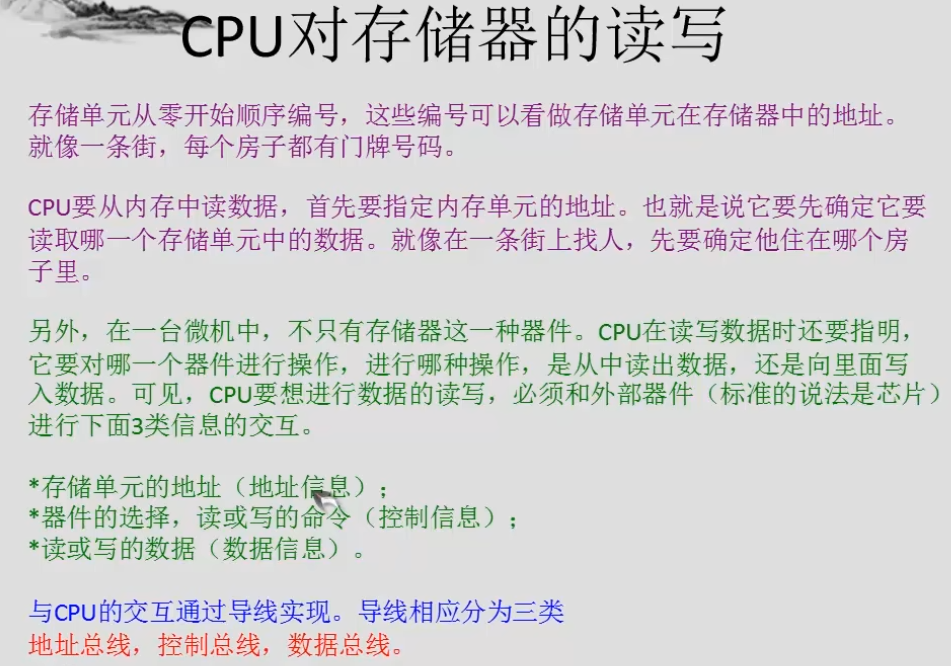 CPU对存储器的读写
存储单元从零开始顺序编号，这些编号可以看做存储单元在存储器中的地址。
就像一条街，每个房子都有门牌号码。
CPU要从内存中读数据，首先要指定内存单元的地址。也就是说它要先确定它要
读取哪一个存储单元中的数据。就像在一条街上找人，先要确定他住在哪个房
子里。
另外，在一台微机中，不只有存储器这一种器件。CPU在读写数据时还要指明，
它要对哪一个器件进行操作，进行哪种操作，是从中读出数据，还是向里面写
入数据。可见，CPU要想进行数据的读写，必须和外部器件（标准的说法是芯片）
进行下面3类信息的交互。
*存储单元的地址（地址信息）；
*器件的选择，读或写的命令（控制信息）；
*读或写的数据（数据信息）。
与CPU的交互通过导线实现。导线相应分为三类
地址总线，控制总线，数据总线。